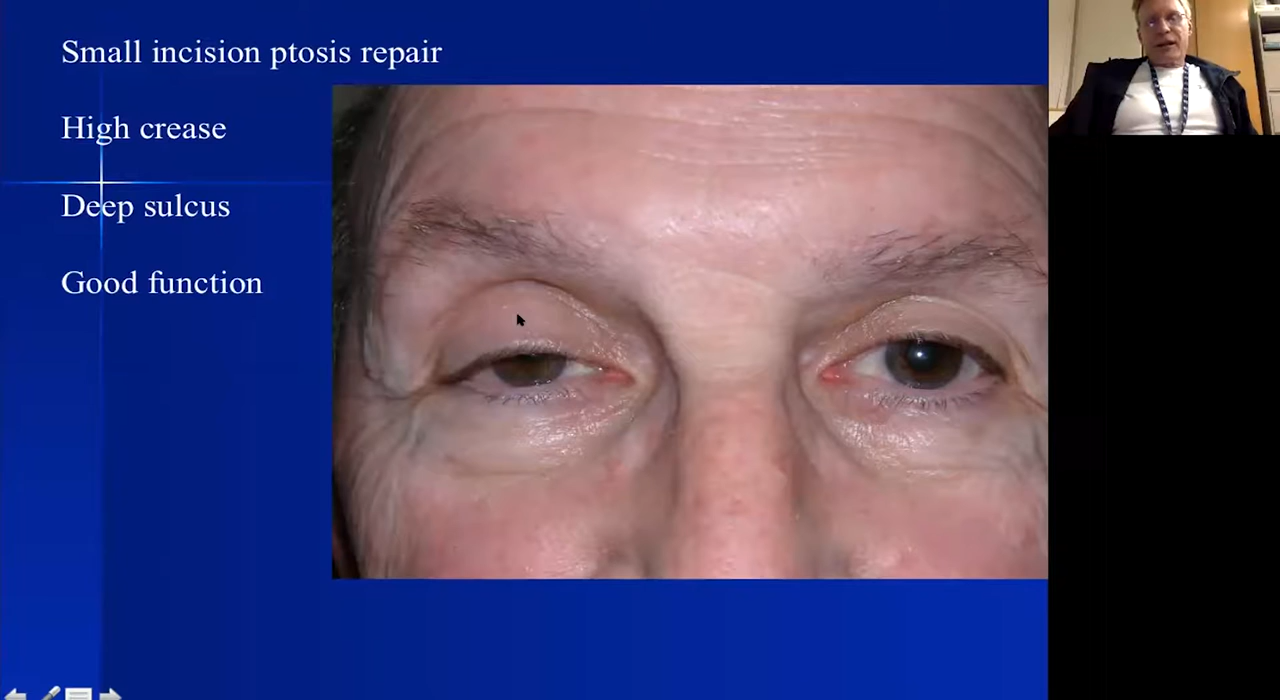 Small incision ptosis repair
High crease
Deep sulcus
Good function